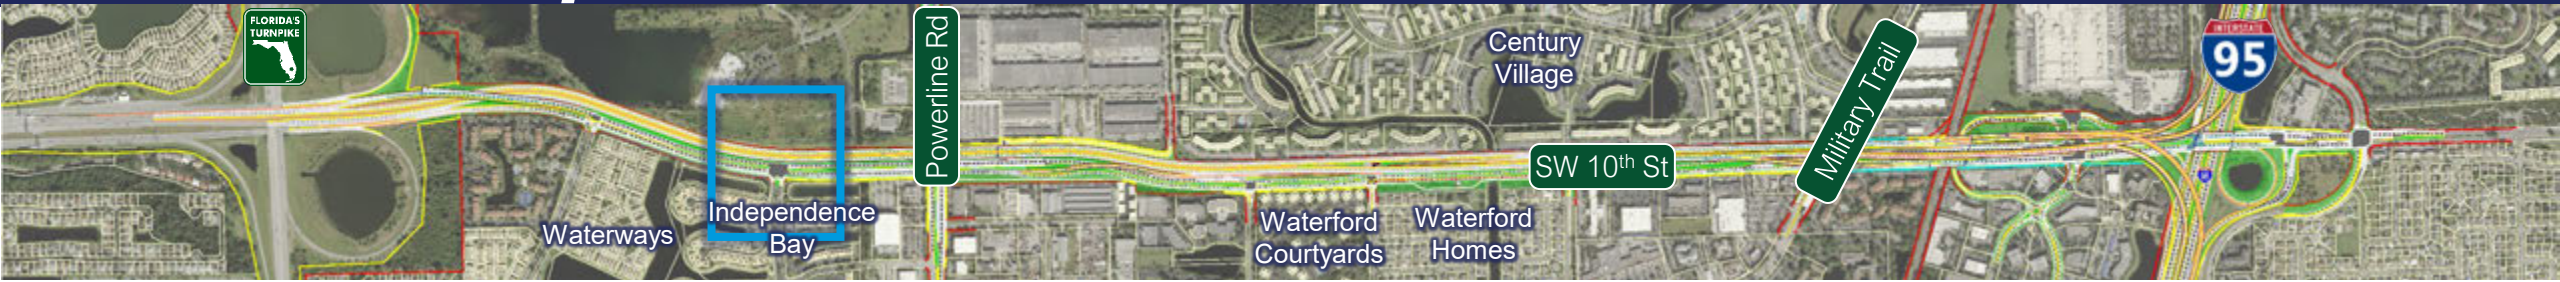 FLORIDA'S
TURNPIKE
Waterways
Independence
Bay
Powerline Rd
Waterford
Courtyards
Waterford
Homes
Century
Village
SW 10th St
Military Trail
INTERSTATE
95